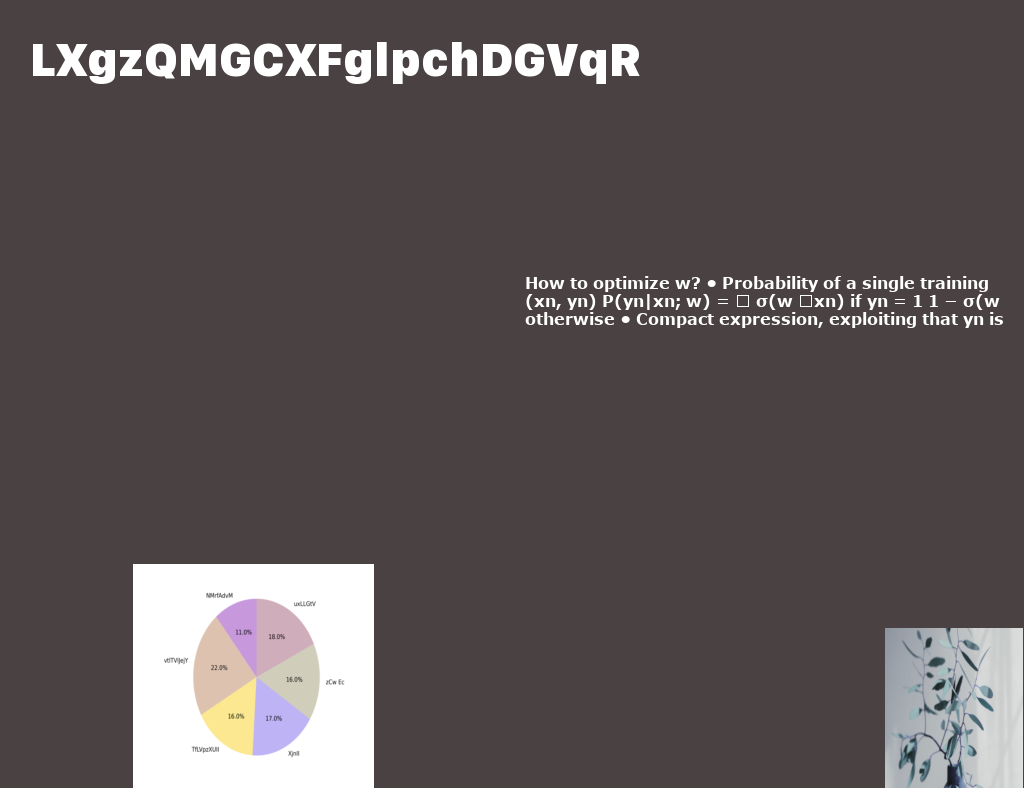 LXgzQMGCXFglpchDGVqR
How to optimize w? • Probability of a single training
(xn, yn) P(yn|xn; w) = □ σ(w □xn) if yn = 1 1 − σ(w
otherwise • Compact expression, exploiting that yn is
NMrfAdvM
uxLLGtV
11.0%
18.0%
22.0%
16.0%
zCw Ec
16.0%
17.0%
XjnII